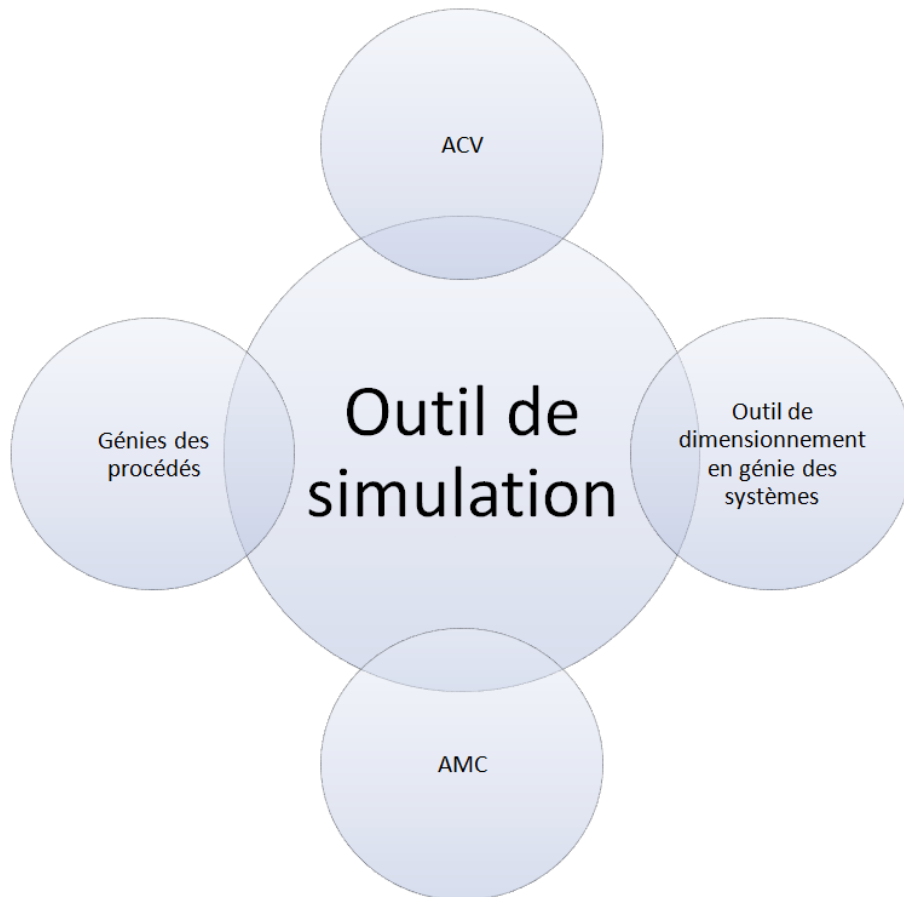 ACV
Génies des
procédés
Outil de
simulation
Outil de
dimensionnement
en génie des
systèmes
AMC